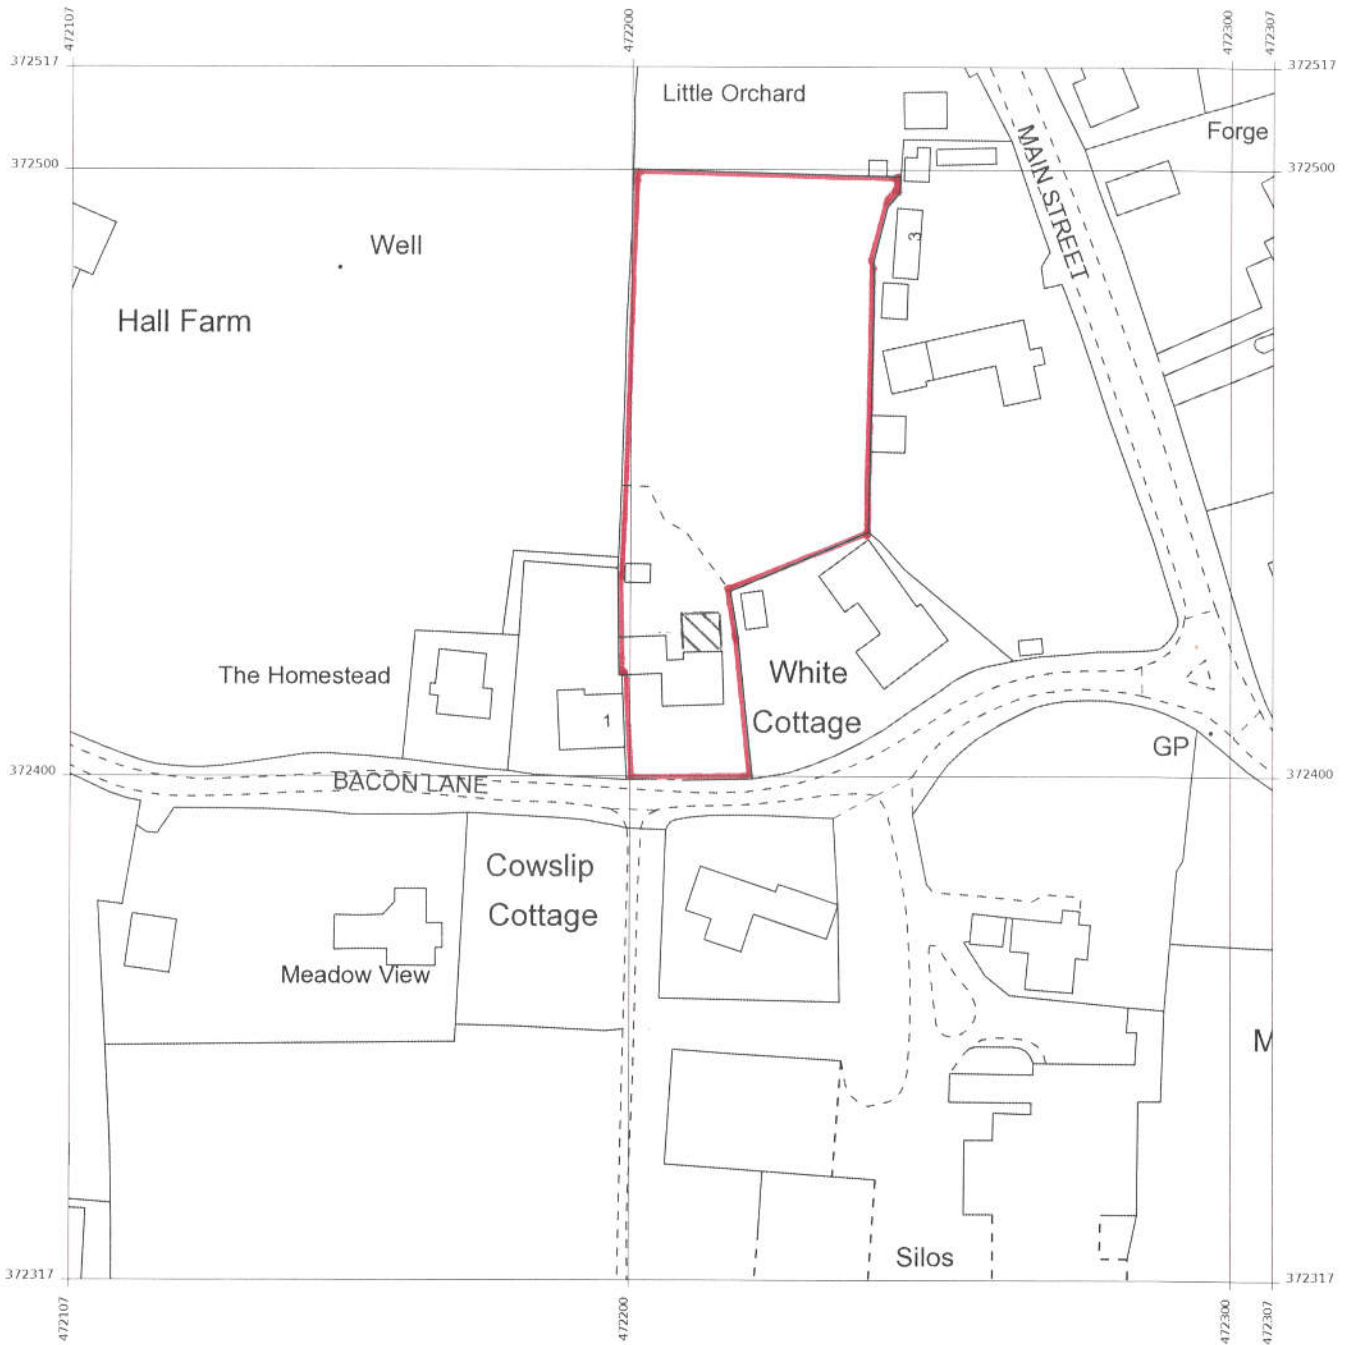 472107
472200
472300
472307
372517
372517
Little Orchard
Forge
MAIN STREET
372500
372500
Well
3
Hall Farm
The Homestead
White
Cottage
1
GP
372400
372400
BACON LANE
Cowslip
Cottage
Meadow View
M
Silos
372317
372317
472107
472200
472300
472307